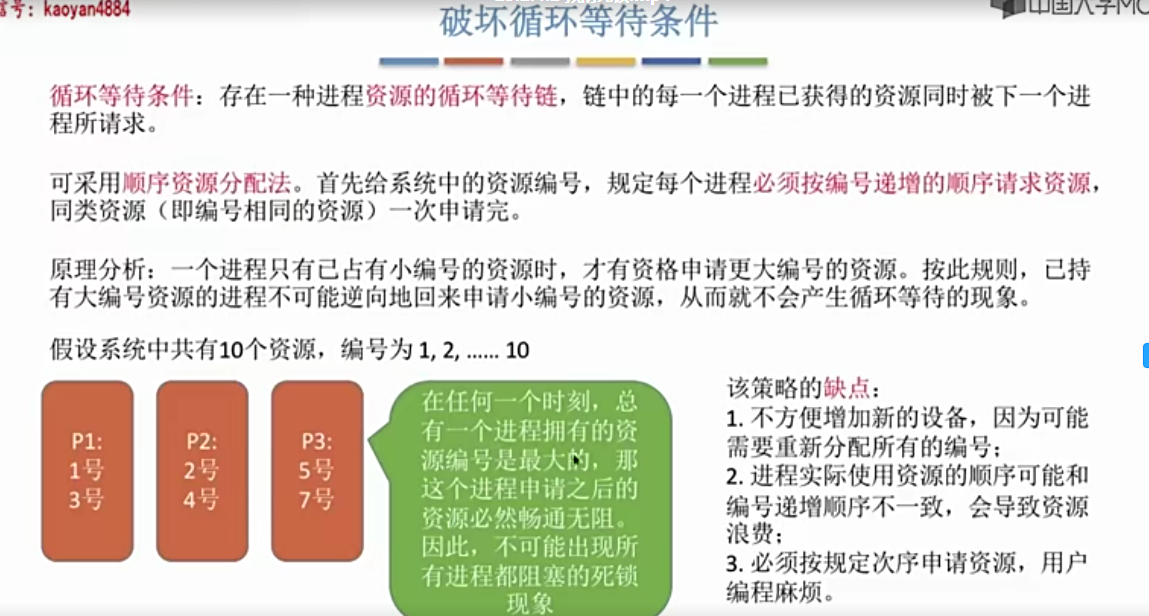 信号：kaoyan4884
破坏循环等待条件
循环等待条件：存在一种进程资源的循环等待链，链中的每一个进程已获得的资源同时被下一个进
程所请求。
可采用顺序资源分配法。首先给系统中的资源编号，规定每个进程必须按编号递增的顺序请求资源，
同类资源（即编号相同的资源）一次申请完。
原理分析：一个进程只有已占有小编号的资源时，才有资格申请更大编号的资源。按此规则，已持
有大编号资源的进程不可能逆向地回来申请小编号的资源，从而就不会产生循环等待的现象。
假设系统中共有10个资源，编号为 1, 2, …… 10
P1:
1号
3号
P2:
2号
4号
P3:
5号
7号
在任何一个时刻，总
有一个进程拥有的资
源编号是最大的，那
这个进程申请之后的
资源必然畅通无阻。
因此，不可能出现所
有进程都阻塞的死锁
现象
该策略的缺点：
1. 不方便增加新的设备，因为可能
需要重新分配所有的编号；
2. 进程实际使用资源的顺序可能和
编号递增顺序不一致，会导致资源
浪费；
3. 必须按规定次序申请资源，用户
编程麻烦。